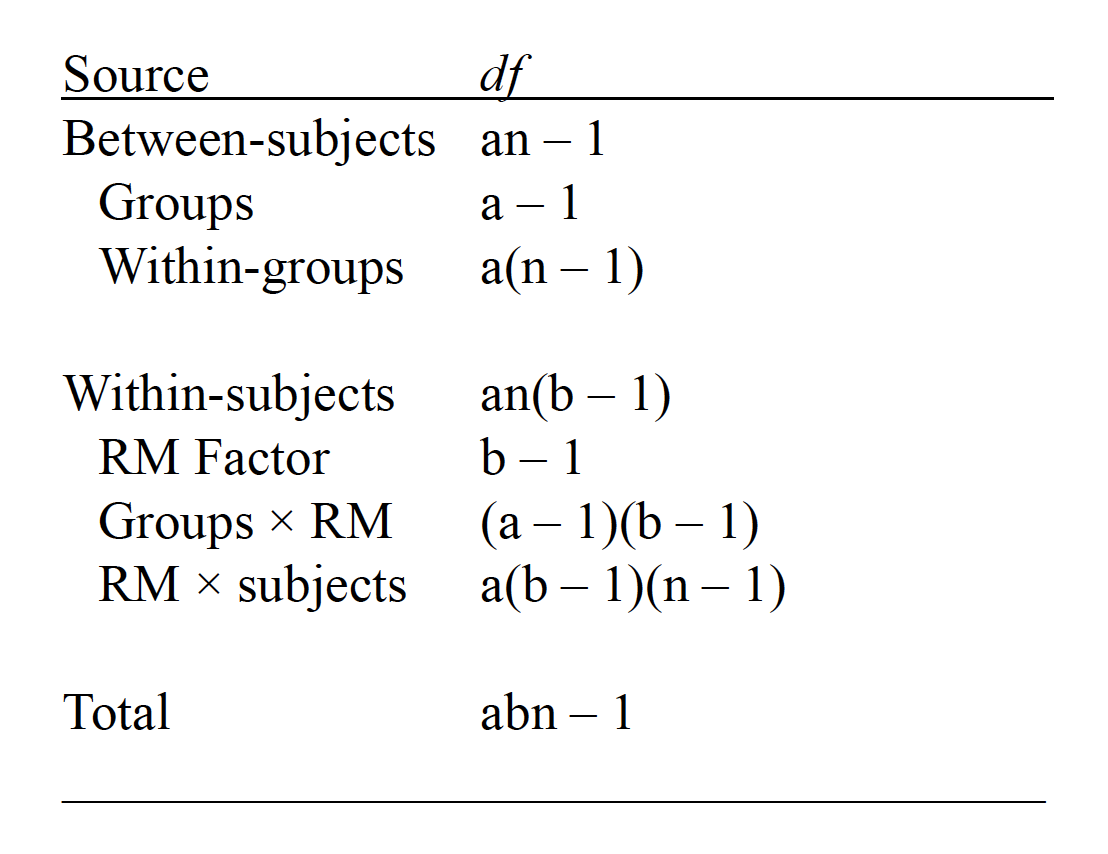 Source df
Between-subjects an – 1
Groups a – 1
Within-groups a(n – 1)
Within-subjects an(b – 1)
RM Factor b – 1
Groups × RM (a – 1)(b – 1)
RM × subjects a(b – 1)(n – 1)
Total abn – 1